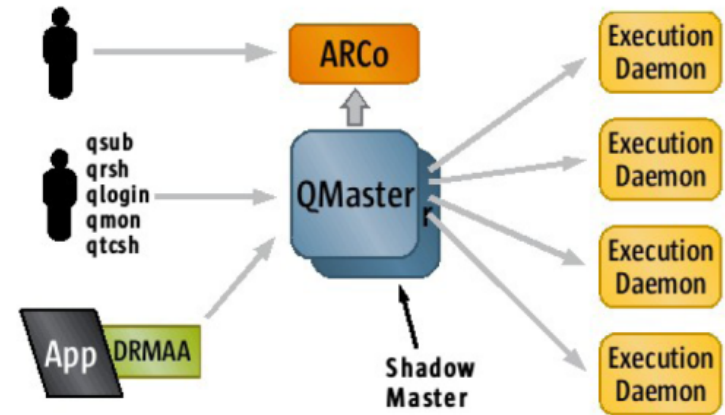 ARCo
qsub
qrsh
qlogin
qmon
qtcsh
QMaster
r
App
DRMAA
Shadow
Master
Execution
Daemon
Execution
Daemon
Execution
Daemon
Execution
Daemon